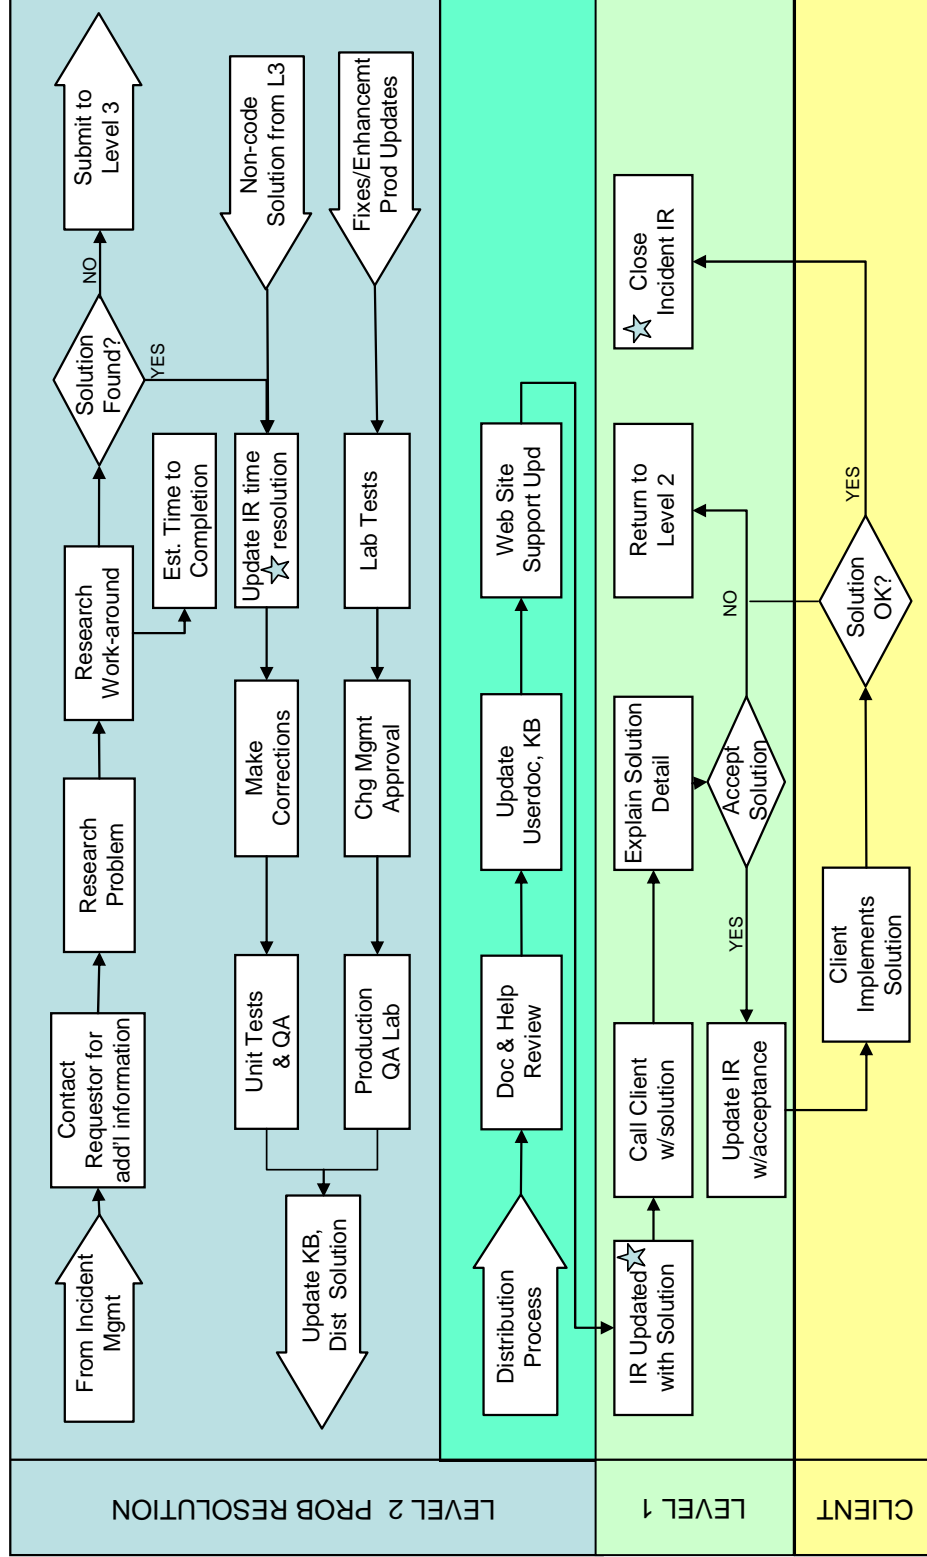 LEVEL 2  PROB RESOLUTION
From Incident
Mgmt
Contact
Requestor for
add'l information
Research
Problem
Research
Work-around
Est. Time to
Completion
Solution
Found?
NO
YES
Submit to
Level 3
Non-code
Solution from L3
Update IR time
resolution
Make
Corrections
Unit Tests
& QA
Fixes/Enhancemt
Prod Updates
Lab Tests
Chg Mgmt
Approval
Production
QA Lab
Update KB,
Dist  Solution
Distribution
Process
Doc & Help
Review
Update
Userdoc, KB
Web Site
Support Upd
LEVEL 1
IR Updated
with Solution
Call Client
w/solution
Explain Solution
Detail
Accept
Solution
YES
NO
Update IR
w/acceptance
Return to
Level 2
Close
Incident IR
CLIENT
Client
Implements
Solution
Solution
OK?
YES